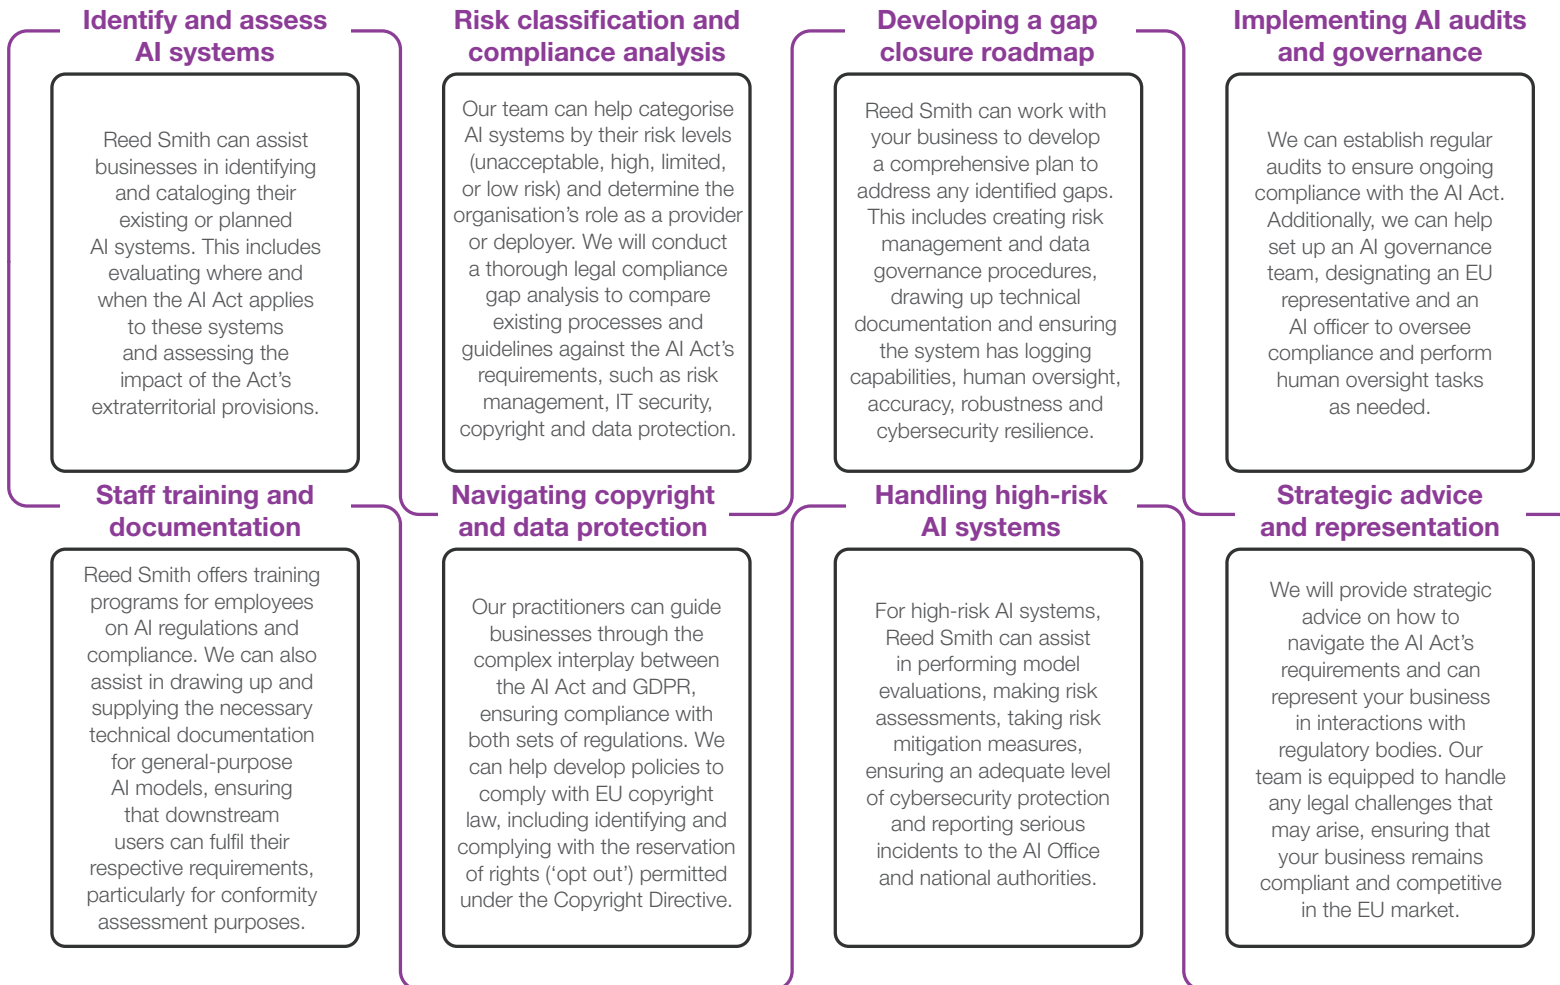 Identify and assess
AI systems
Reed Smith can assist
businesses in identifying
and cataloging their
existing or planned
AI systems. This includes
evaluating where and
when the AI Act applies
to these systems
and assessing the
impact of the Act's
extraterritorial provisions.
Risk classification and
compliance analysis
Our team can help categorise
AI systems by their risk levels
(unacceptable, high, limited,
or low risk) and determine the
organisation's role as a provider
or deployer. We will conduct
a thorough legal compliance
gap analysis to compare
existing processes and
guidelines against the AI Act's
requirements, such as risk
management, IT security,
copyright and data protection.
Developing a gap
closure roadmap
Reed Smith can work with
your business to develop
a comprehensive plan to
address any identified gaps.
This includes creating risk
management and data
governance procedures,
drawing up technical
documentation and ensuring
the system has logging
capabilities, human oversight,
accuracy, robustness and
cybersecurity resilience.
Implementing AI audits
and governance
We can establish regular
audits to ensure ongoing
compliance with the AI Act.
Additionally, we can help
set up an AI governance
team, designating an EU
representative and an
AI officer to oversee
compliance and perform
human oversight tasks
as needed.
Staff training and
documentation
Reed Smith offers training
programs for employees
on AI regulations and
compliance. We can also
assist in drawing up and
supplying the necessary
technical documentation
for general-purpose
AI models, ensuring
that downstream
users can fulfil their
respective requirements,
particularly for conformity
assessment purposes.
Navigating copyright
and data protection
Our practitioners can guide
businesses through the
complex interplay between
the AI Act and GDPR,
ensuring compliance with
both sets of regulations. We
can help develop policies to
comply with EU copyright
law, including identifying and
complying with the reservation
of rights (‘opt out’) permitted
under the Copyright Directive.
Handling high-risk
AI systems
For high-risk AI systems,
Reed Smith can assist
in performing model
evaluations, making risk
assessments, taking risk
mitigation measures,
ensuring an adequate level
of cybersecurity protection
and reporting serious
incidents to the AI Office
and national authorities.
Strategic advice
and representation
We will provide strategic
advice on how to
navigate the AI Act's
requirements and can
represent your business
in interactions with
regulatory bodies. Our
team is equipped to handle
any legal challenges that
may arise, ensuring that
your business remains
compliant and competitive
in the EU market.